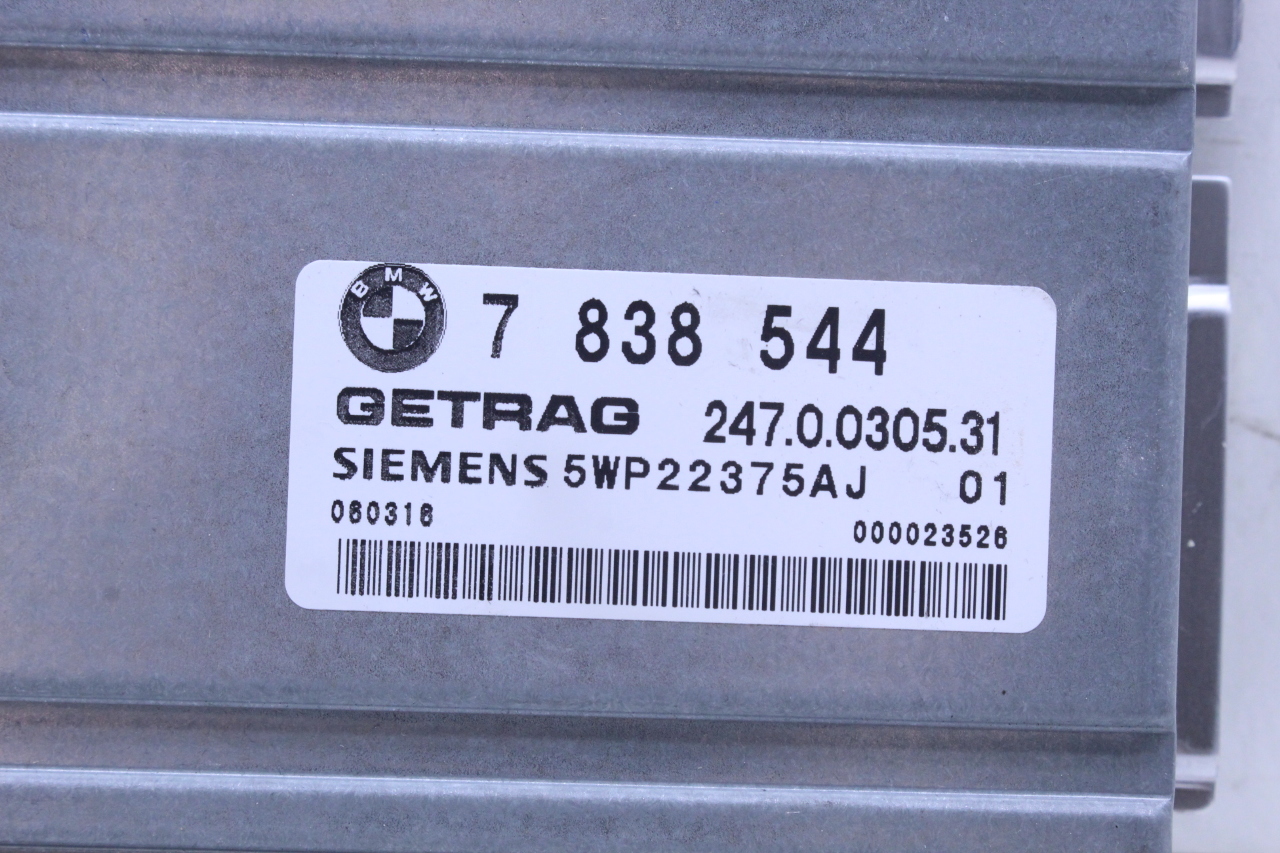 BMW 7 838 544
GETRAG 247.0.0305.31
SIEMENS 5WP22375AJ 01
060316 000023526